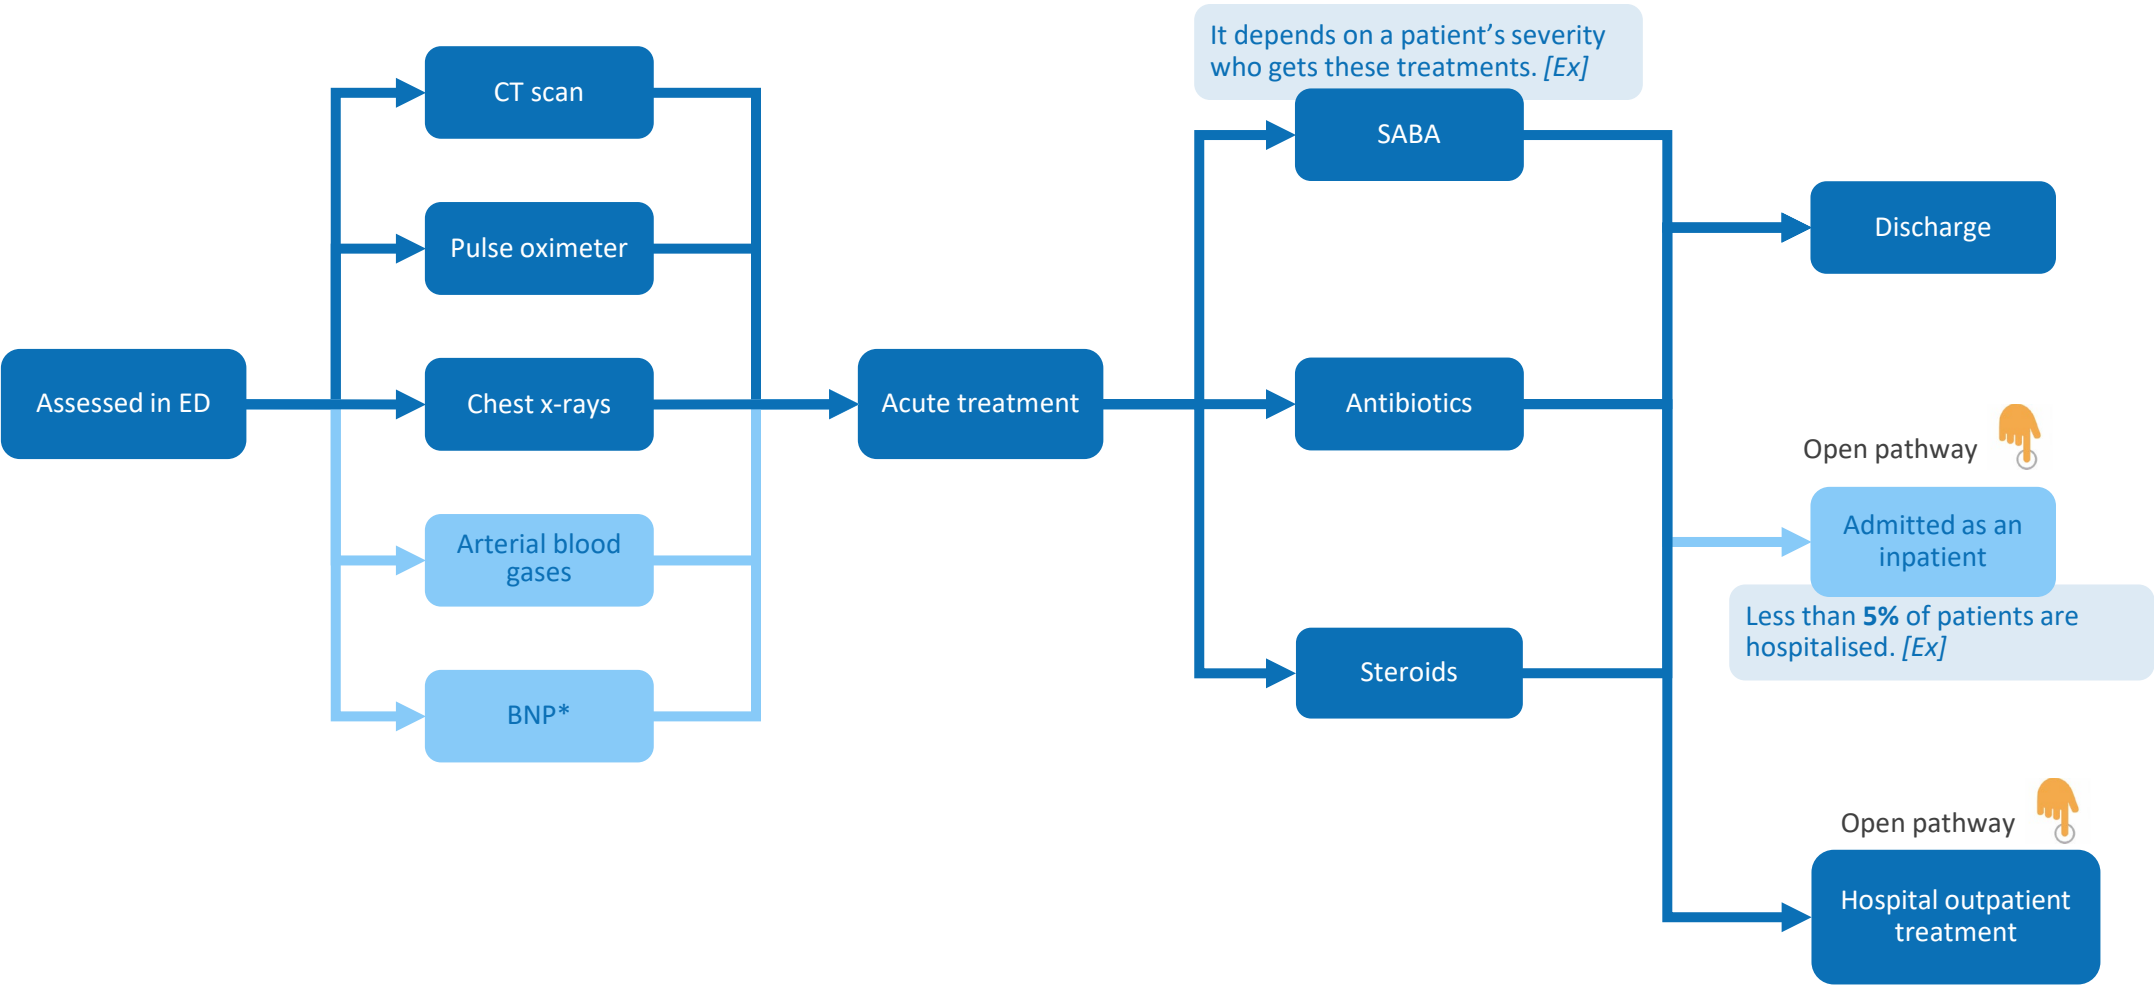 It depends on a patient’s severity
who gets these treatments. [Ex]
CT scan
SABA
Pulse oximeter
Discharge
Assessed in ED
Chest x-rays
Acute treatment
Antibiotics
Open pathway
Admitted as an
inpatient
Arterial blood
gases
Less than 5% of patients are
hospitalised. [Ex]
Steroids
BNP*
Open pathway
Hospital outpatient
treatment